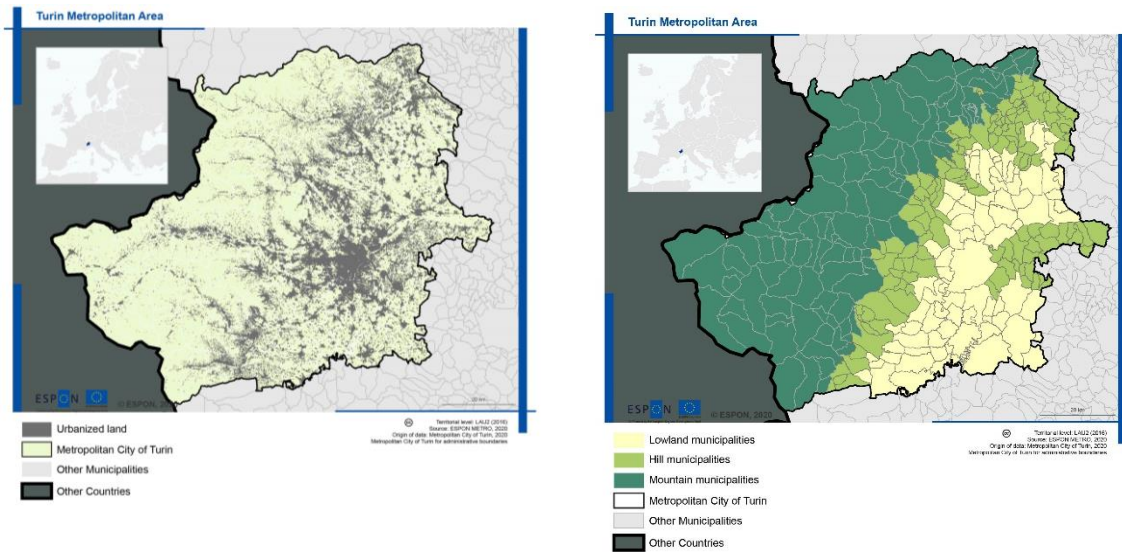 Turin Metropolitan Area
ESPON
© ESPON, 2020
25 km
Urbanized land
Metropolitan City of Turin
Other Municipalities
Other Countries
Territorial level: LAU2 (2016)
Source: ESPON METRO, 2020
Origin of data: Metropolitan City of Turin, 2020
Metropolitan City of Turin for administrative boundaries
Turin Metropolitan Area
ESPON
© ESPON, 2020
25 km
Lowland municipalities
Hill municipalities
Mountain municipalities
Metropolitan City of Turin
Other Municipalities
Other Countries
Territorial level: LAU2 (2016)
Source: ESPON METRO, 2020
Origin of data: Metropolitan City of Turin, 2020
Metropolitan City of Turin for administrative boundaries